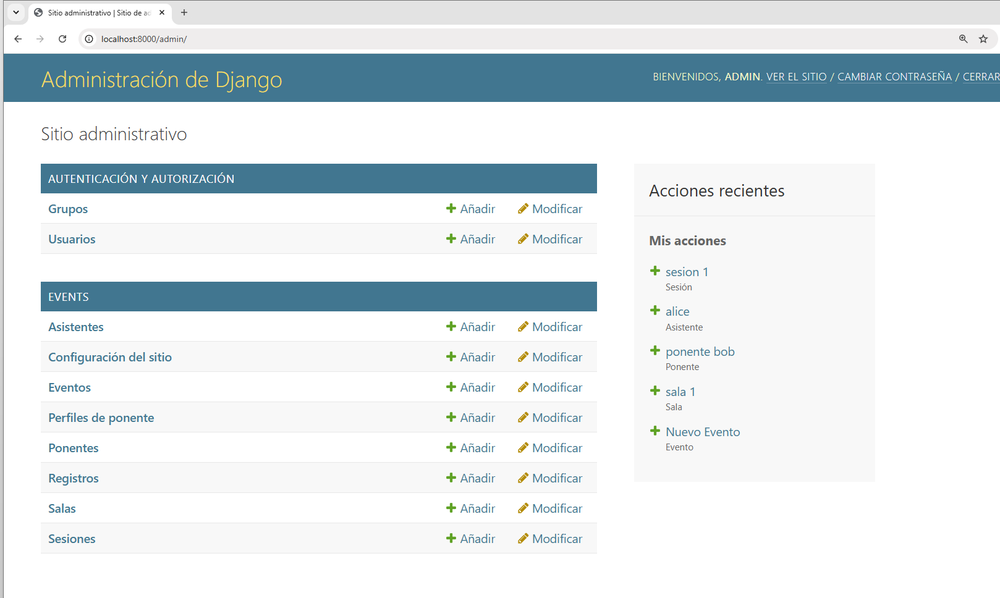 Sitio administrativo | Sitio de ad
localhost:8000/admin/
Administración de Django
BIENVENIDOS, ADMIN. VER EL SITIO / CAMBIAR CONTRASEÑA / CERRAR
Sitio administrativo
AUTENTICACIÓN Y AUTORIZACIÓN
Grupos Añadir Modificar
Usuarios Añadir Modificar
EVENTS
Asistentes Añadir Modificar
Configuración del sitio Añadir Modificar
Eventos Añadir Modificar
Perfiles de ponente Añadir Modificar
Ponentes Añadir Modificar
Registros Añadir Modificar
Salas Añadir Modificar
Sesiones Añadir Modificar
Acciones recientes
Mis acciones
sesion 1
Sesión
alice
Asistente
ponente bob
Ponente
sala 1
Sala
Nuevo Evento
Evento